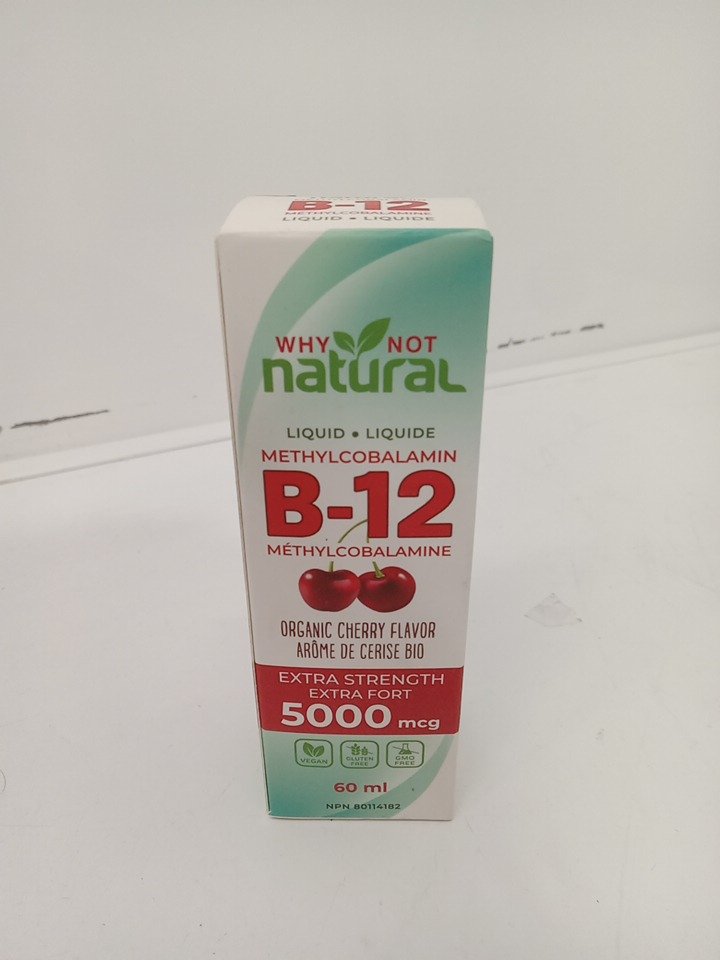 B-12
METHYLCOBALAMINE
LIQUID • LIQUIDE
WHY NOT
natural
LIQUID • LIQUIDE
METHYLCOBALAMIN
B-12
MÉTHYLCOBALAMINE
ORGANIC CHERRY FLAVOR
ARÔME DE CERISE BIO
EXTRA STRENGTH
EXTRA FORT
5000 mcg
VEGAN
GLUTEN FREE
GMO FREE
60 ml
NPN 80114182